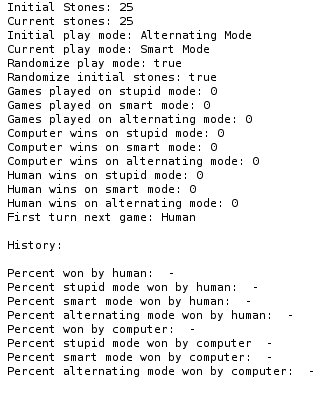 Initial Stones: 25
Current stones: 25
Initial play mode: Alternating Mode
Current play mode: Smart Mode
Randomize play mode: true
Randomize initial stones: true
Games played on stupid mode: 0
Games played on smart mode: 0
Games played on alternating mode: 0
Computer wins on stupid mode: 0
Computer wins on smart mode: 0
Computer wins on alternating mode: 0
Human wins on stupid mode: 0
Human wins on smart mode: 0
Human wins on alternating mode: 0
First turn next game: Human
History:
Percent won by human:  -
Percent stupid mode won by human:  -
Percent smart mode won by human:  -
Percent alternating mode won by human:  -
Percent won by computer:  -
Percent stupid mode won by computer  -
Percent smart mode won by computer:  -
Percent alternating mode won by computer:  -